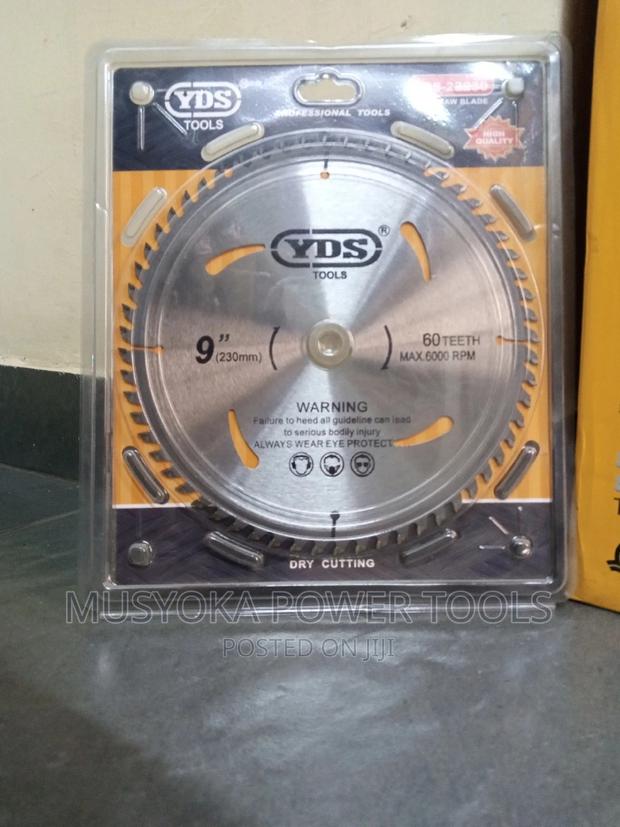 YDS
TOOLS
PROFESSIONAL TOOLS
SAW BLADE
HIGH
QUALITY
YDS®
TOOLS
9”
(230mm)
60 TEETH
MAX.6000 RPM
WARNING
Failure to heed all guideline can lead
to serious bodily injury
ALWAYS WEAR EYE PROTECT
DRY CUTTING
MUSYOKA POWER TOOLS
POSTED ON JIJI